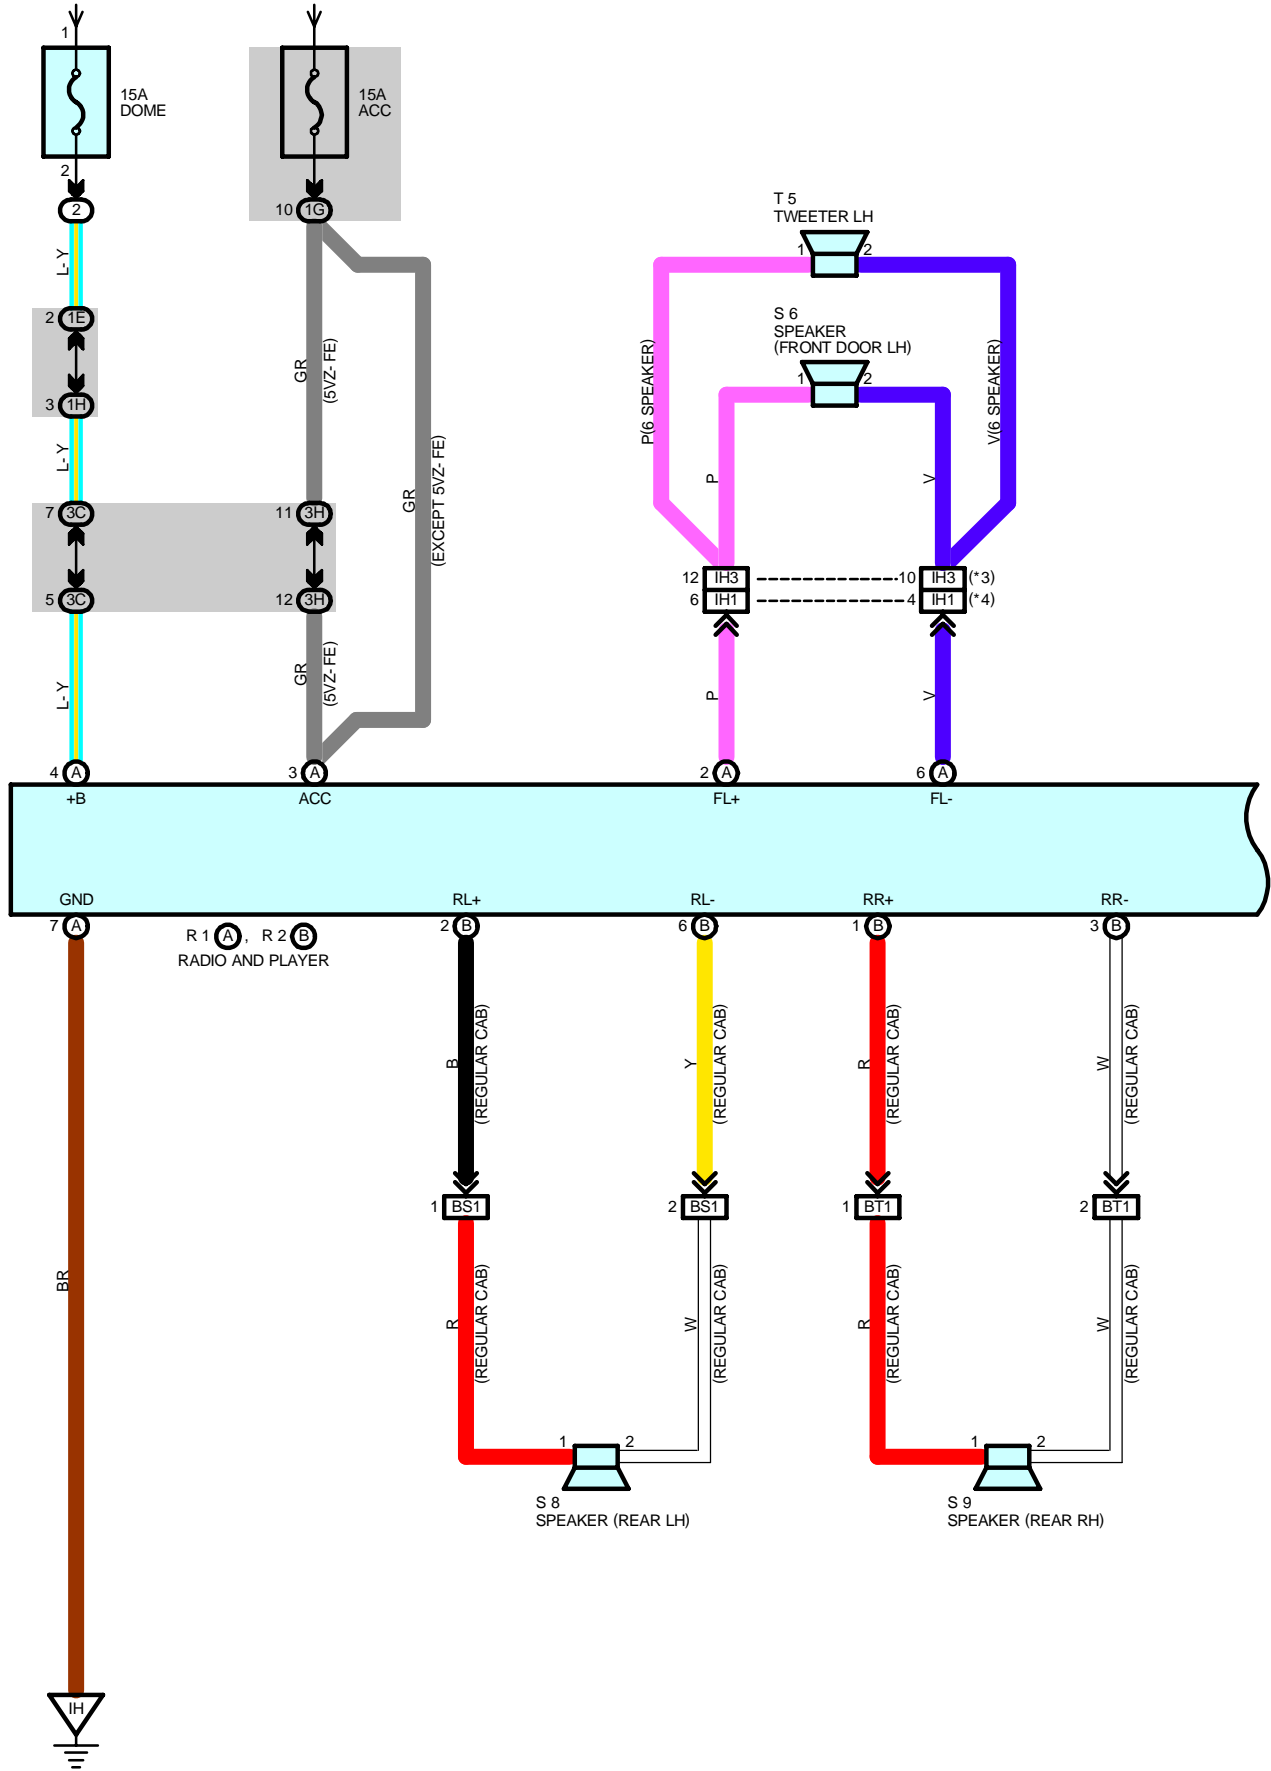 1
15A
DOME
15A
ACC
2
2
10 1G
T 5
TWEETER LH
1 2
L-Y
S 6
SPEAKER
(FRONT DOOR LH)
1 2
2 1E
3 1H
GR
(5VZ-FE)
P(6 SPEAKER)
V(6 SPEAKER)
L-Y
GR
(EXCEPT 5VZ-FE)
P
V
7 3C
11 3H
5 3C
12 3H
12 IH3
10 IH3 (*3)
6 IH1
4 IH1 (*4)
L-Y
GR
(5VZ-FE)
P
V
4 A
3 A
2 A
6 A
+B
ACC
FL+
FL-
GND
RL+
RL-
RR+
RR-
7 A
2 B
6 B
1 B
3 B
R 1 A , R 2 B
RADIO AND PLAYER
B
(REGULAR CAB)
Y
(REGULAR CAB)
R
(REGULAR CAB)
W
(REGULAR CAB)
1 BS1
2 BS1
1 BT1
2 BT1
BR
R
(REGULAR CAB)
W
(REGULAR CAB)
R
(REGULAR CAB)
W
(REGULAR CAB)
1 2
1 2
S 8
SPEAKER (REAR LH)
S 9
SPEAKER (REAR RH)
IH